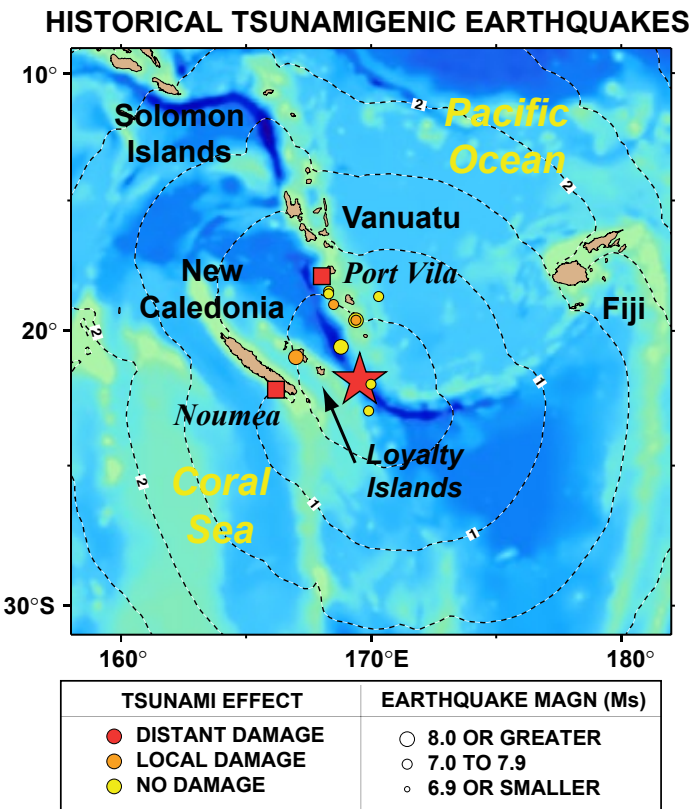 HISTORICAL TSUNAMIGENIC EARTHQUAKES
10°
20°
30°S
160°
170°E
180°
2
Pacific
Ocean
Solomon
Islands
2
Vanuatu
New
Caledonia
Port Vila
Fiji
2
1
Noumea
Loyalty
Islands
Coral
Sea
2
1
1
TSUNAMI EFFECT
DISTANT DAMAGE
LOCAL DAMAGE
NO DAMAGE
EARTHQUAKE MAGN (Ms)
8.0 OR GREATER
7.0 TO 7.9
6.9 OR SMALLER